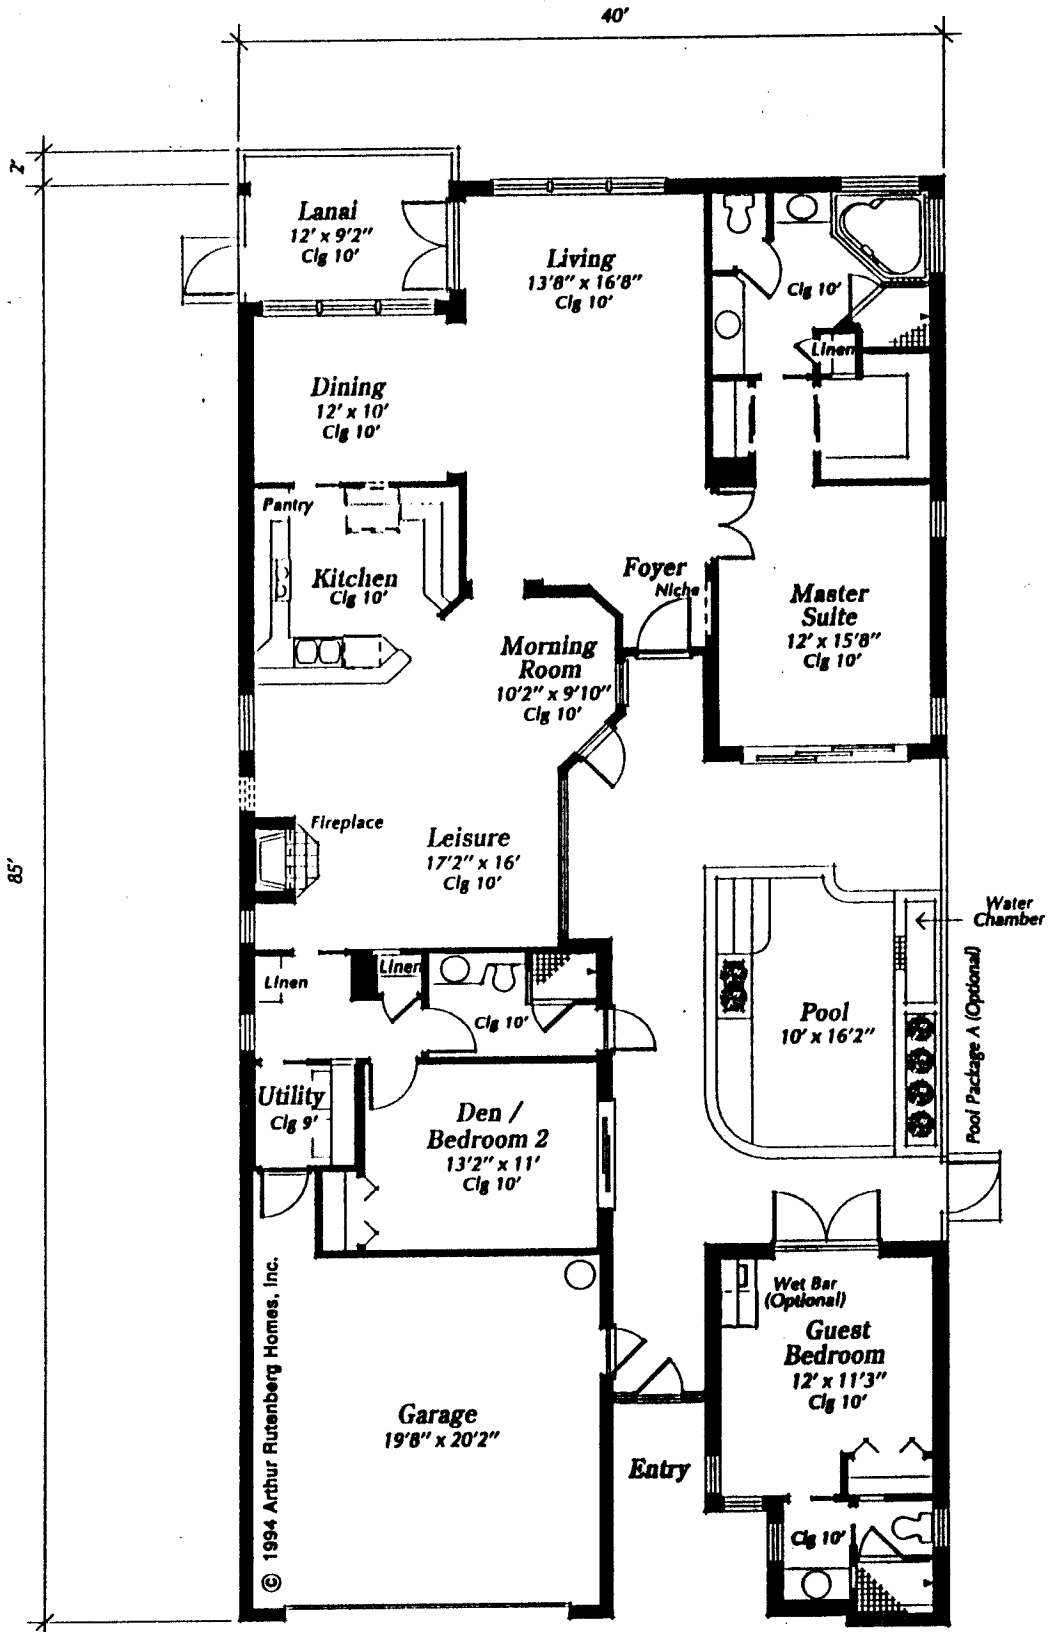 40'
2'
Lanai
12' x 9'2"
Clg 10'
Living
13'8" x 16'8"
Clg 10'
Clg 10'
Linen
Dining
12' x 10'
Clg 10'
Pantry
Kitchen
Clg 10'
Foyer
Niche
Master
Suite
12' x 15'8"
Clg 10'
Morning
Room
10'2" x 9'10"
Clg 10'
Fireplace
Leisure
17'2" x 16'
Clg 10'
85'
Water
Chamber
Linen
Linen
Clg 10'
Pool
10' x 16'2"
Pool Package A (Optional)
Utility
Clg 9'
Den /
Bedroom 2
13'2" x 11'
Clg 10'
Wet Bar
(Optional)
Guest
Bedroom
12' x 11'3"
Clg 10'
Garage
19'8" x 20'2"
Entry
Clg 10'
© 1994 Arthur Rutenberg Homes, Inc.